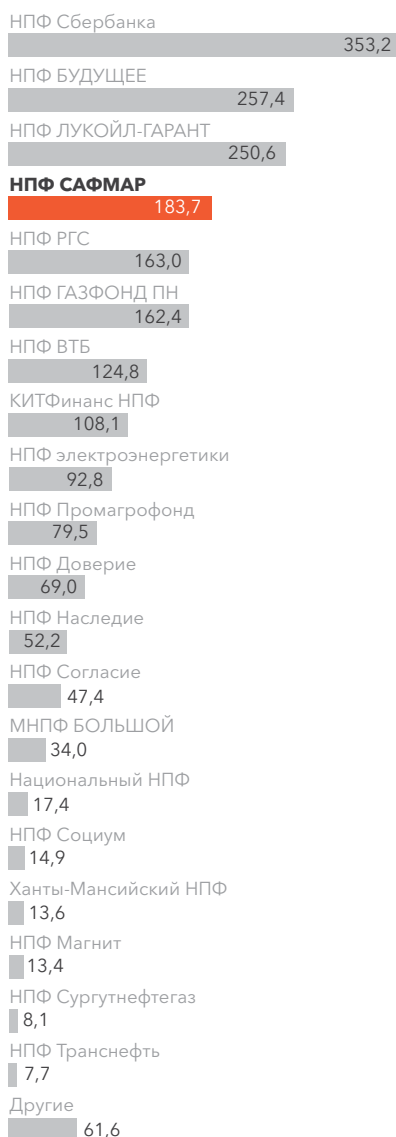 НПФ Сбербанка
353,2
НПФ БУДУЩЕЕ
257,4
НПФ ЛУКОЙЛ-ГАРАНТ
250,6
НПФ САФМАР
183,7
НПФ РГС
163,0
НПФ ГАЗФОНД ПН
162,4
НПФ ВТБ
124,8
КИТФинанс НПФ
108,1
НПФ электроэнергетики
92,8
НПФ Промагрофонд
79,5
НПФ Доверие
69,0
НПФ Наследие
52,2
НПФ Согласие
47,4
МНПФ БОЛЬШОЙ
34,0
Национальный НПФ
17,4
НПФ Социум
14,9
Ханты-Мансийский НПФ
13,6
НПФ Магнит
13,4
НПФ Сургутнефтегаз
8,1
НПФ Транснефть
7,7
Другие
61,6